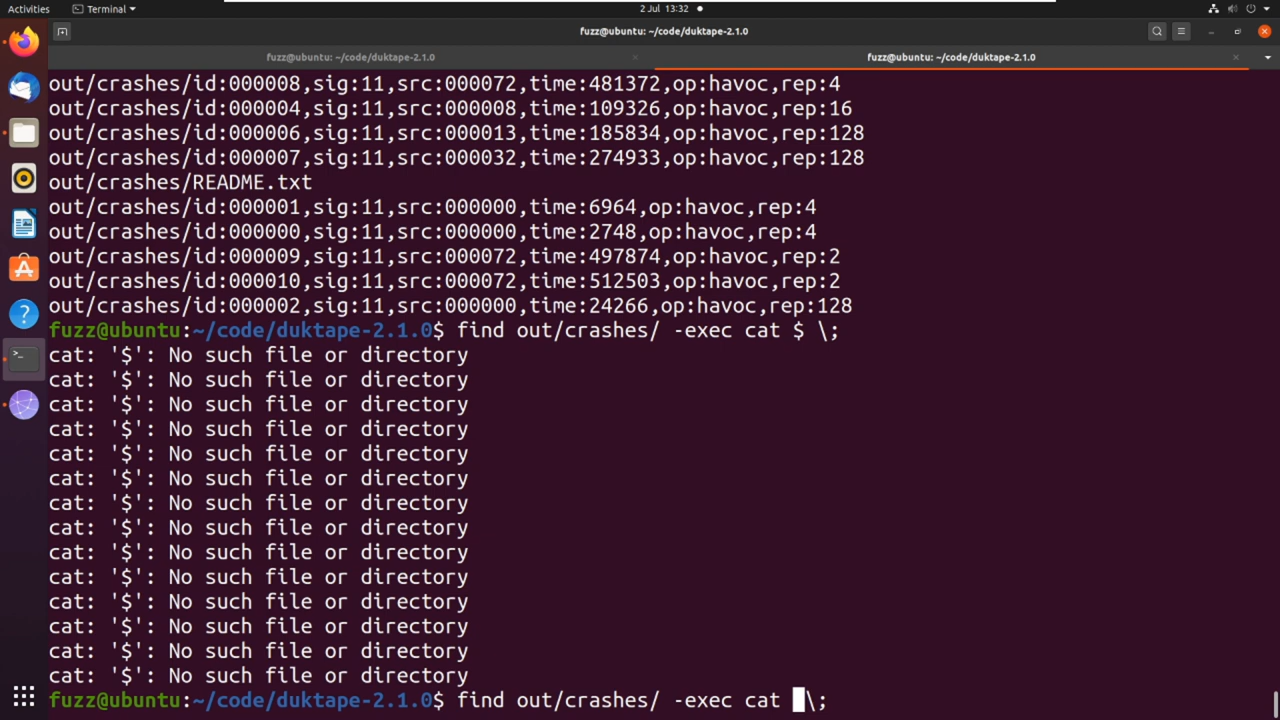 Activities Terminal 2 Jul 13:32
fuzz@ubuntu: ~/code/duktape-2.1.0
fuzz@ubuntu: ~/code/duktape-2.1.0 fuzz@ubuntu: ~/code/duktape-2.1.0
out/crashes/id:000008,sig:11,src:000072,time:481372,op:havoc,rep:4
out/crashes/id:000004,sig:11,src:000008,time:109326,op:havoc,rep:16
out/crashes/id:000006,sig:11,src:000013,time:185834,op:havoc,rep:128
out/crashes/id:000007,sig:11,src:000032,time:274933,op:havoc,rep:128
out/crashes/README.txt
out/crashes/id:000001,sig:11,src:000000,time:6964,op:havoc,rep:4
out/crashes/id:000000,sig:11,src:000000,time:2748,op:havoc,rep:4
out/crashes/id:000009,sig:11,src:000072,time:497874,op:havoc,rep:2
out/crashes/id:000010,sig:11,src:000072,time:512503,op:havoc,rep:2
out/crashes/id:000002,sig:11,src:000000,time:24266,op:havoc,rep:128
fuzz@ubuntu:~/code/duktape-2.1.0$ find out/crashes/ -exec cat $ \;
cat: '$': No such file or directory
cat: '$': No such file or directory
cat: '$': No such file or directory
cat: '$': No such file or directory
cat: '$': No such file or directory
cat: '$': No such file or directory
cat: '$': No such file or directory
cat: '$': No such file or directory
cat: '$': No such file or directory
cat: '$': No such file or directory
cat: '$': No such file or directory
cat: '$': No such file or directory
cat: '$': No such file or directory
cat: '$': No such file or directory
fuzz@ubuntu:~/code/duktape-2.1.0$ find out/crashes/ -exec cat \;